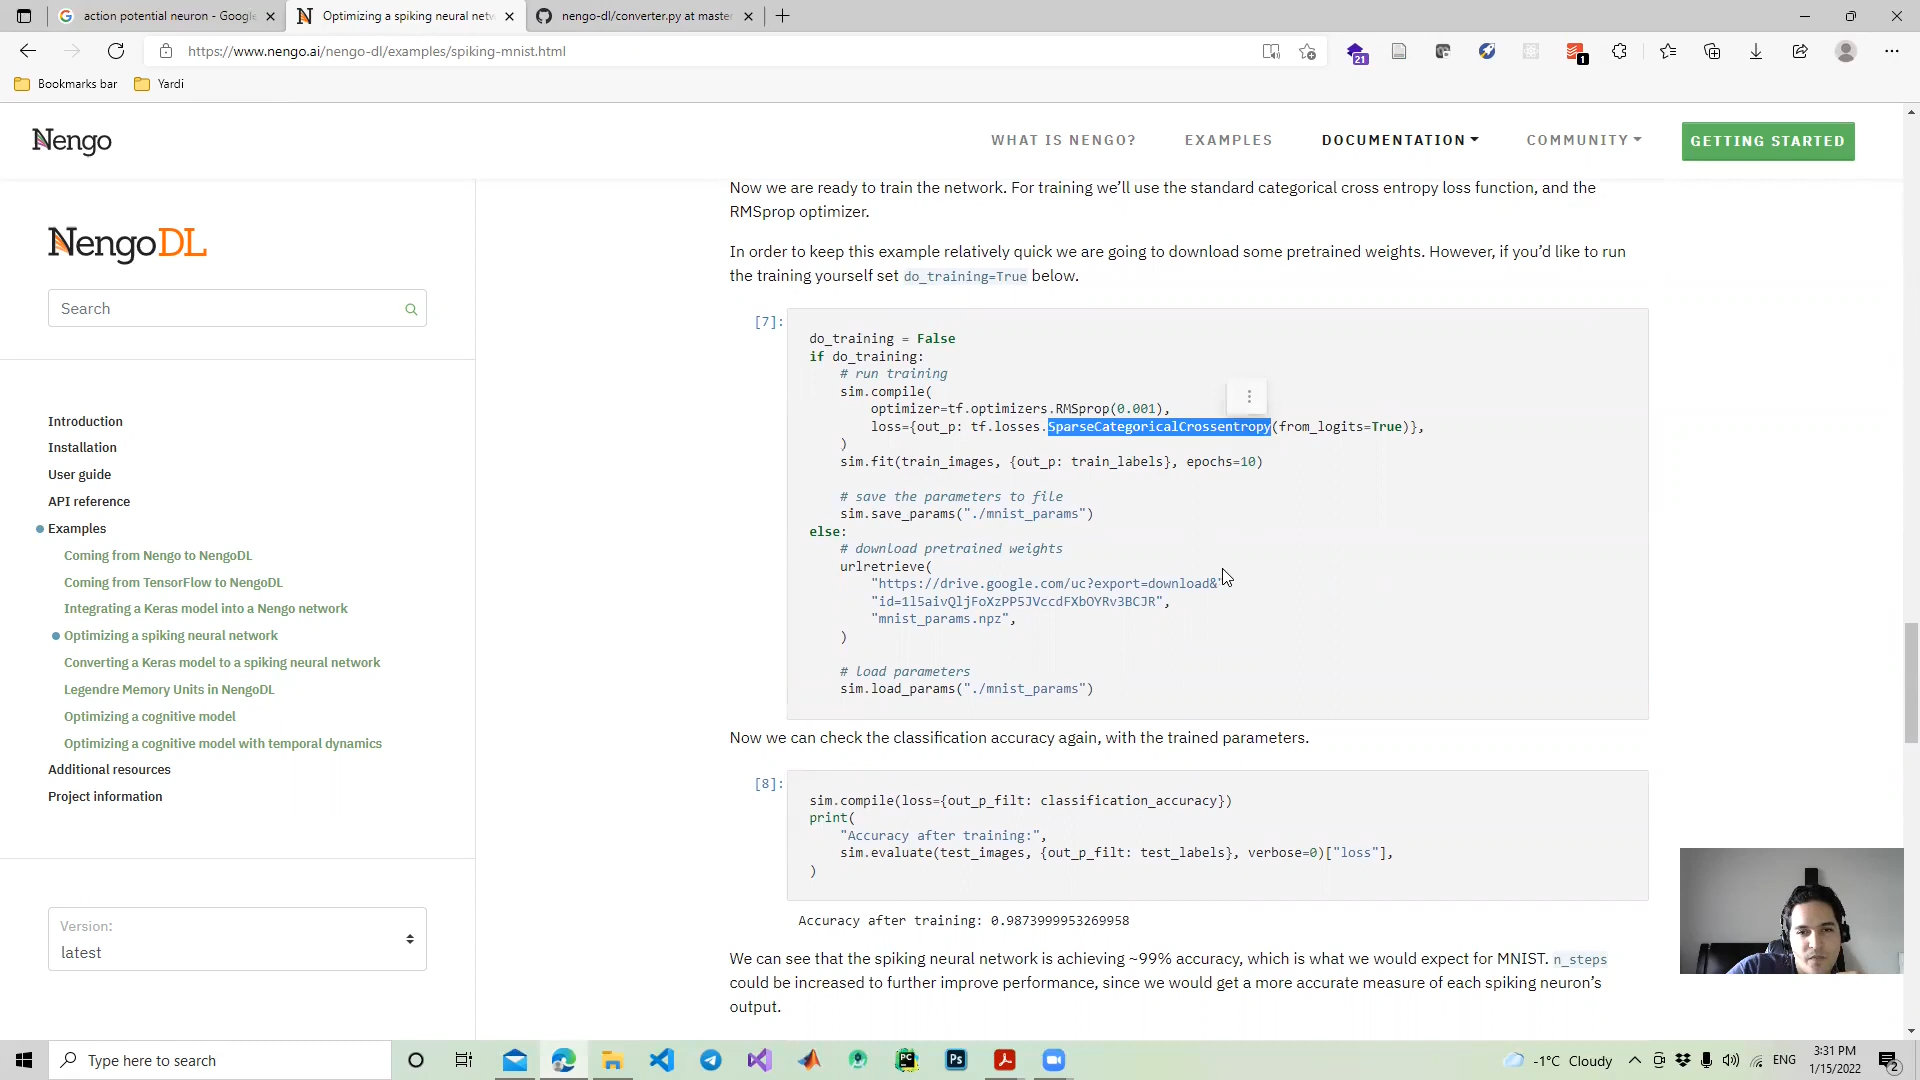 action potential neuron - Google
Optimizing a spiking neural netw
nengo-dl/converter.py at master
https://www.nengo.ai/nengo-dl/examples/spiking-mnist.html
21
1
Bookmarks bar
Yardi
Nengo
WHAT IS NENGO?
EXAMPLES
DOCUMENTATION
COMMUNITY
GETTING STARTED
NengoDL
Search
Introduction
Installation
User guide
API reference
Examples
Coming from Nengo to NengoDL
Coming from TensorFlow to NengoDL
Integrating a Keras model into a Nengo network
Optimizing a spiking neural network
Converting a Keras model to a spiking neural network
Legendre Memory Units in NengoDL
Optimizing a cognitive model
Optimizing a cognitive model with temporal dynamics
Additional resources
Project information
Version:
latest
Now we are ready to train the network. For training we’ll use the standard categorical cross entropy loss function, and the
RMSprop optimizer.
In order to keep this example relatively quick we are going to download some pretrained weights. However, if you’d like to run
the training yourself set do_training=True below.
[7]:
do_training = False
if do_training:
# run training
sim.compile(
optimizer=tf.optimizers.RMSprop(0.001),
loss={out_p: tf.losses.SparseCategoricalCrossentropy(from_logits=True)},
)
sim.fit(train_images, {out_p: train_labels}, epochs=10)
# save the parameters to file
sim.save_params("./mnist_params")
else:
# download pretrained weights
urlretrieve(
"https://drive.google.com/uc?export=download&"
"id=1l5aivQljFoXzPP5JVccdFXbOYRv3BCJR",
"mnist_params.npz",
)
# load parameters
sim.load_params("./mnist_params")
Now we can check the classification accuracy again, with the trained parameters.
[8]:
sim.compile(loss={out_p_filt: classification_accuracy})
print(
"Accuracy after training:",
sim.evaluate(test_images, {out_p_filt: test_labels}, verbose=0)["loss"],
)
Accuracy after training: 0.9873999953269958
We can see that the spiking neural network is achieving ~99% accuracy, which is what we would expect for MNIST. n_steps
could be increased to further improve performance, since we would get a more accurate measure of each spiking neuron’s
output.
Type here to search
PC
Ps
-1°C Cloudy
ENG
3:31 PM
1/15/2022
2